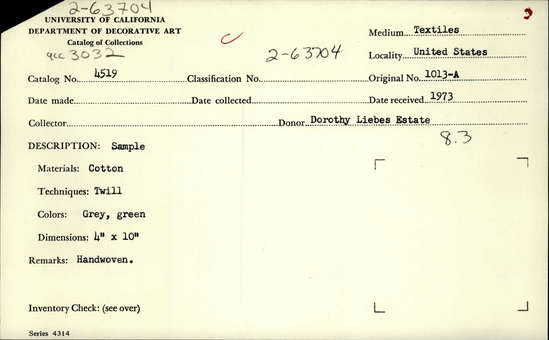 2-63704
UNIVERSITY OF CALIFORNIA
DEPARTMENT OF DECORATIVE ART
Catalog of Collections
acc 3032
2-63704
Medium Textiles
Locality United States
Catalog No. 4519 Classification No. Original No. 1013-A
Date made Date collected Date received 1973
Collector Donor Dorothy Liebes Estate
8.3
DESCRIPTION: Sample
Materials: Cotton
Techniques: Twill
Colors: Grey, green
Dimensions: 4" x 10"
Remarks: Handwoven.
Inventory Check: (see over)
Series 4314